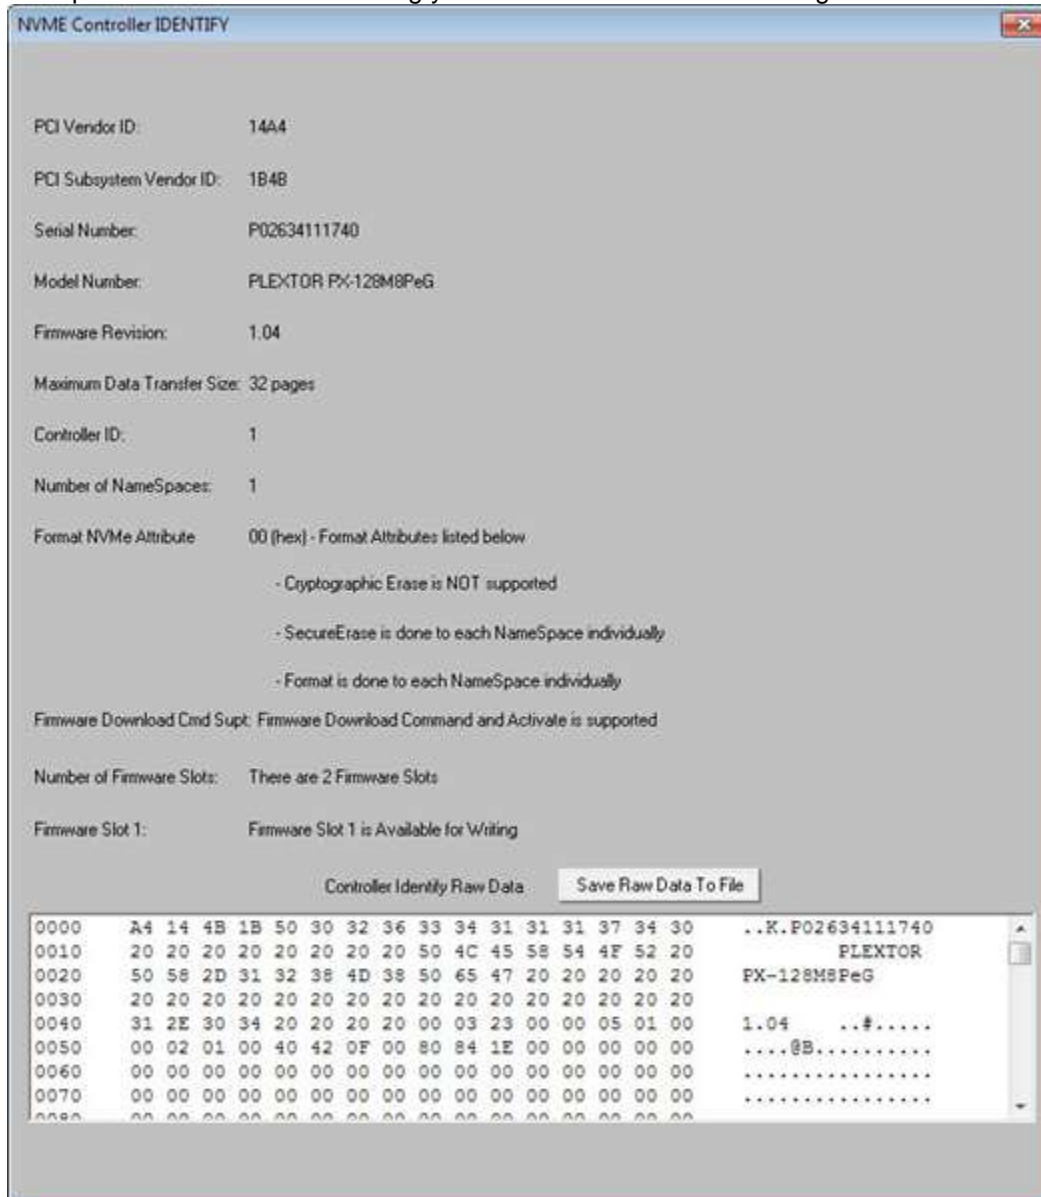 NVME Controller IDENTIFY
PCI Vendor ID: 14A4
PCI Subsystem Vendor ID: 1B4B
Serial Number: P02634111740
Model Number: PLEXTOR PX-128M8PeG
Firmware Revision: 1.04
Maximum Data Transfer Size: 32 pages
Controller ID: 1
Number of NameSpaces: 1
Format NVMe Attribute 00 (hex) - Format Attributes listed below
- Cryptographic Erase is NOT supported
- SecureErase is done to each NameSpace individually
- Format is done to each NameSpace individually
Firmware Download Cmd Supt: Firmware Download Command and Activate is supported
Number of Firmware Slots: There are 2 Firmware Slots
Firmware Slot 1: Firmware Slot 1 is Available for Writing
Controller Identify Raw Data Save Raw Data To File
0000 A4 14 4B 1B 50 30 32 36 33 34 31 31 31 37 34 30 ..K.P02634111740
0010 20 20 20 20 20 20 20 20 50 4C 45 58 54 4F 52 20 PLEXTOR
0020 50 58 2D 31 32 38 4D 38 50 65 47 20 20 20 20 20 PX-128M8PeG
0030 20 20 20 20 20 20 20 20 20 20 20 20 20 20 20 20
0040 31 2E 30 34 20 20 20 20 00 03 23 00 00 05 01 00 1.04 ..#.....
0050 00 02 01 00 40 42 0F 00 80 84 1E 00 00 00 00 00 ....@B..........
0060 00 00 00 00 00 00 00 00 00 00 00 00 00 00 00 00 ................
0070 00 00 00 00 00 00 00 00 00 00 00 00 00 00 00 00 ................